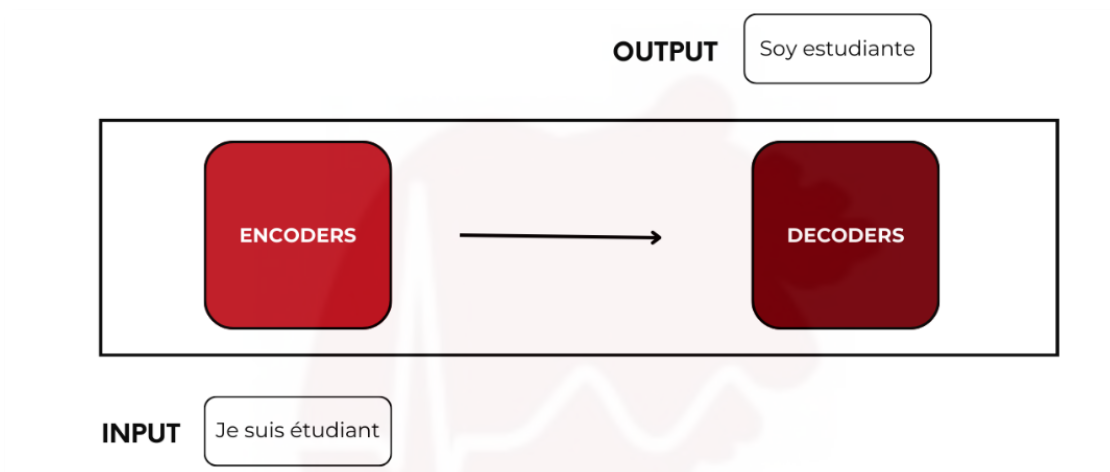 OUTPUT
Soy estudiante
ENCODERS
DECODERS
INPUT
Je suis étudiant